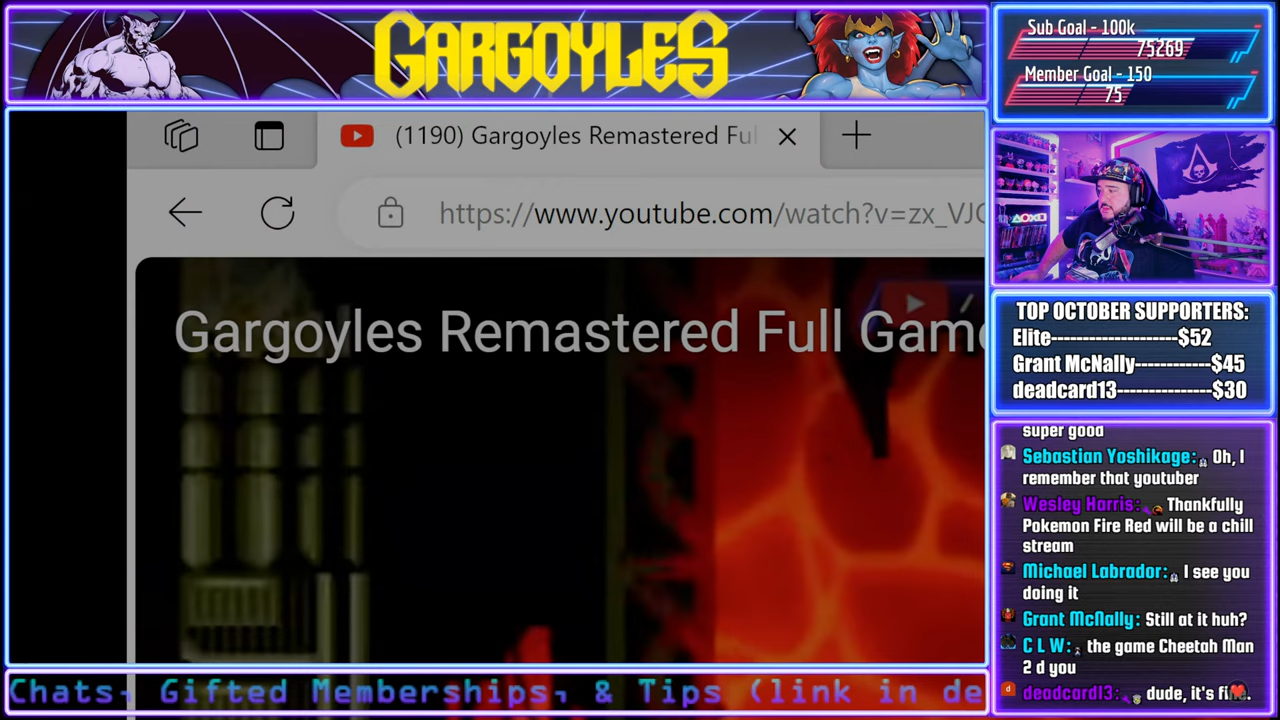 GARGOYLES
Sub Goal - 100k
75269
Member Goal - 150
75
(1190) Gargoyles Remastered Ful
https://www.youtube.com/watch?v=zx_VJ
Gargoyles Remastered Full Game
TOP OCTOBER SUPPORTERS:
Elite--------------------$52
Grant McNally------------$45
deadcard13---------------$30
super good
Sebastian Yoshikage: Oh, I
remember that youtuber
Wesley Harris: Thankfully
Pokemon Fire Red will be a chill
stream
Michael Labrador: I see you
doing it
Grant McNally: Still at it huh?
C L W: the game Cheetah Man
2 d you
deadcard13: dude, it's fine.
Chats, Gifted Memberships, & Tips (link in de